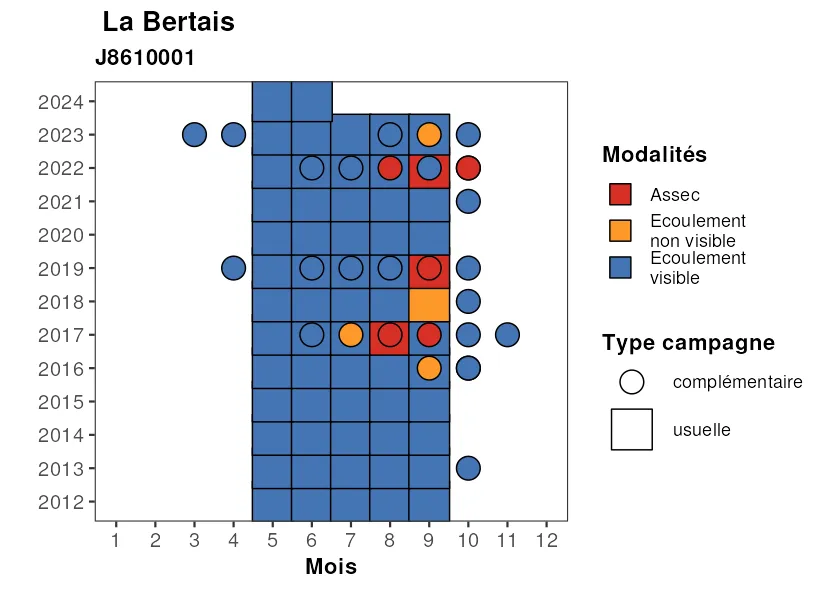 La Bertais
J8610001
2024
2023
2022
2021
2020
2019
2018
2017
2016
2015
2014
2013
2012
1 2 3 4 5 6 7 8 9 10 11 12
Mois
Modalités
Assec
Ecoulement
non visible
Ecoulement
visible
Type campagne
complémentaire
usuelle